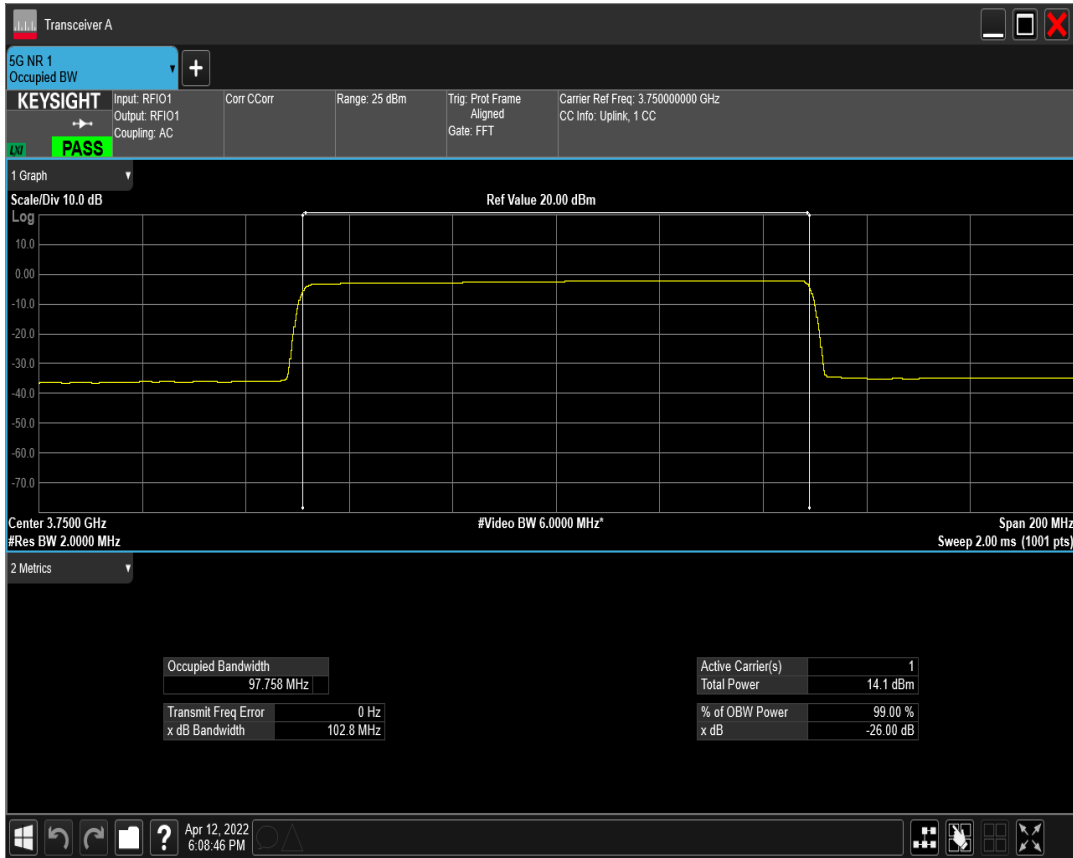 Transceiver A
5G NR 1
Occupied BW
KEYSIGHT
LXI
PASS
Input: RFIO1
Output: RFIO1
Coupling: AC
Corr CCorr
Range: 25 dBm
Trig: Prot Frame
Aligned
Gate: FFT
Carrier Ref Freq: 3.750000000 GHz
CC Info: Uplink, 1 CC
1 Graph
Scale/Div 10.0 dB
Ref Value 20.00 dBm
Log
10.0
0.00
-10.0
-20.0
-30.0
-40.0
-50.0
-60.0
-70.0
Center 3.7500 GHz
#Video BW 6.0000 MHz*
Span 200 MHz
#Res BW 2.0000 MHz
Sweep 2.00 ms (1001 pts)
2 Metrics
Occupied Bandwidth
97.758 MHz
Transmit Freq Error 0 Hz
x dB Bandwidth 102.8 MHz
Active Carrier(s) 1
Total Power 14.1 dBm
% of OBW Power 99.00 %
x dB -26.00 dB
Apr 12, 2022
6:08:46 PM